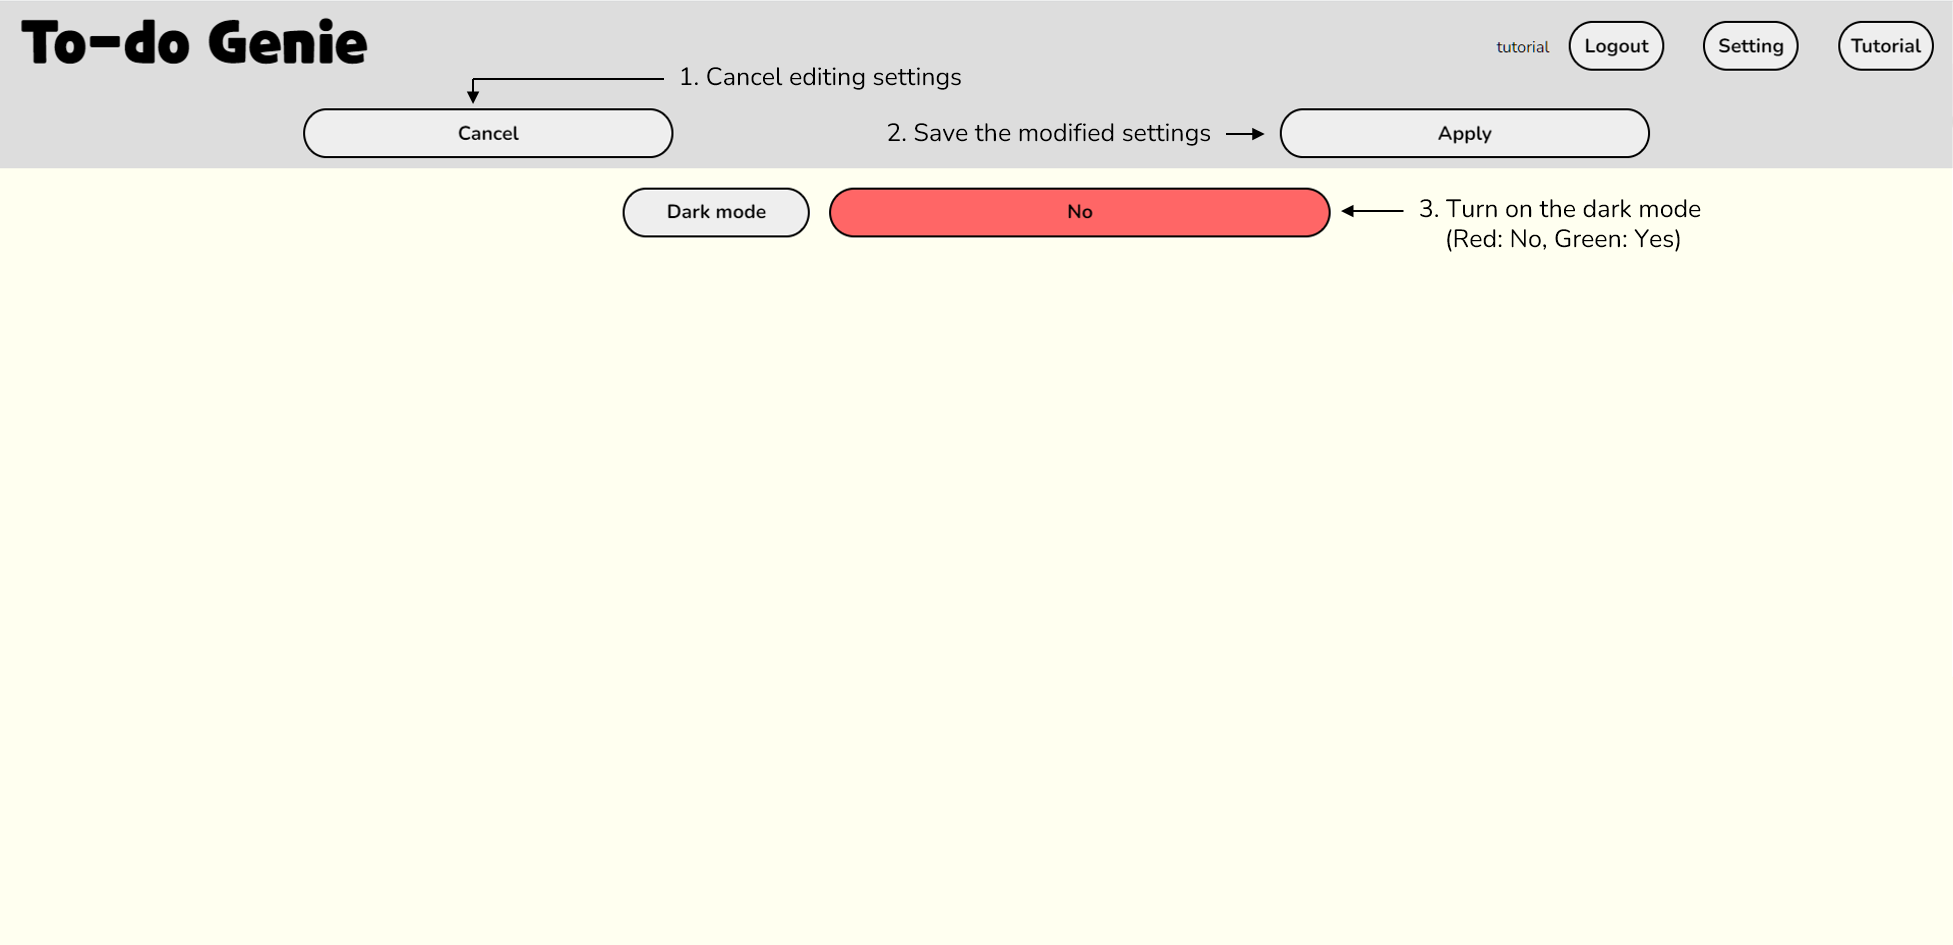 To-do Genie
tutorial
Logout
Setting
Tutorial
1. Cancel editing settings
Cancel
2. Save the modified settings
Apply
Dark mode
No
3. Turn on the dark mode
(Red: No, Green: Yes)